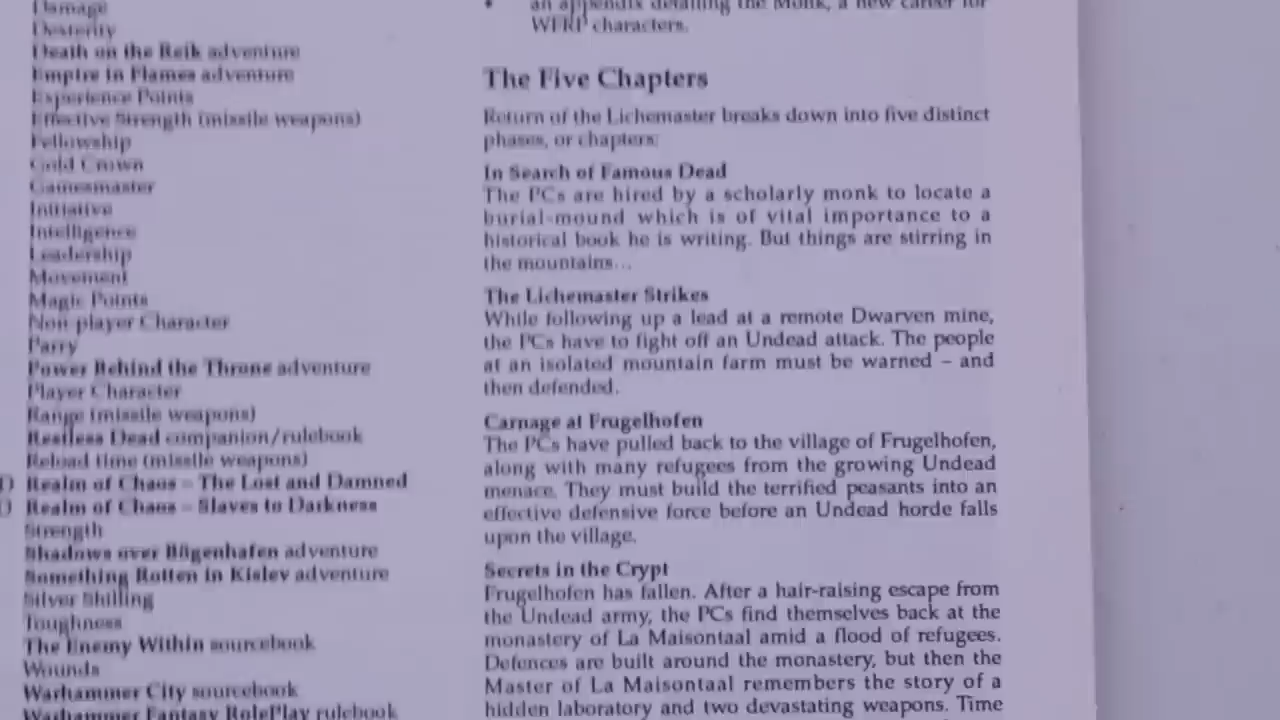 Damage
Dexterity
Death on the Reik adventure
Empire in Flames adventure
Experience Points
Effective Strength (missile weapons)
Fellowship
Gold Crown
Gamesmaster
Initiative
Intelligence
Leadership
Movement
Magic Points
Non-player Character
Parry
Power Behind the Throne adventure
Player Character
Range (missile weapons)
Restless Dead companion/rulebook
Reload time (missile weapons)
Realm of Chaos – The Lost and Damned
Realm of Chaos – Slaves to Darkness
Strength
Shadows over Bögenhafen adventure
Something Rotten in Kislev adventure
Silver Shilling
Toughness
The Enemy Within sourcebook
Wounds
Warhammer City sourcebook
Warhammer Fantasy RolePlay rulebook
• an appendix detailing the Monk, a new career for
WFRP characters.
The Five Chapters
Return of the Lichemaster breaks down into five distinct
phases, or chapters:
In Search of Famous Dead
The PCs are hired by a scholarly monk to locate a
burial-mound which is of vital importance to a
historical book he is writing. But things are stirring in
the mountains...
The Lichemaster Strikes
While following up a lead at a remote Dwarven mine,
the PCs have to fight off an Undead attack. The people
at an isolated mountain farm must be warned – and
then defended.
Carnage at Frugelhofen
The PCs have pulled back to the village of Frugelhofen,
along with many refugees from the growing Undead
menace. They must build the terrified peasants into an
effective defensive force before an Undead horde falls
upon the village.
Secrets in the Crypt
Frugelhofen has fallen. After a hair-raising escape from
the Undead army, the PCs find themselves back at the
monastery of La Maisontaal amid a flood of refugees.
Defences are built around the monastery, but then the
Master of La Maisontaal remembers the story of a
hidden laboratory and two devastating weapons. Time